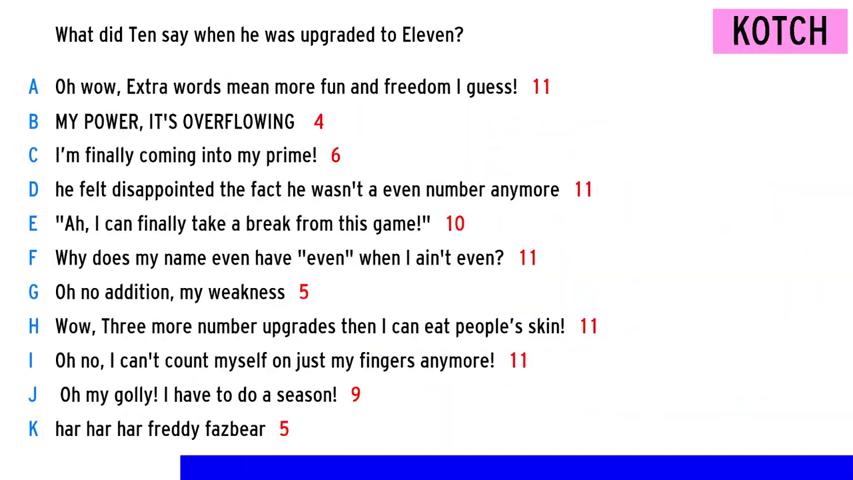 What did Ten say when he was upgraded to Eleven?
KOTCH
A Oh wow, Extra words mean more fun and freedom I guess! 11
B MY POWER, IT'S OVERFLOWING 4
C I'm finally coming into my prime! 6
D he felt disappointed the fact he wasn't a even number anymore 11
E "Ah, I can finally take a break from this game!" 10
F Why does my name even have "even" when I ain't even? 11
G Oh no addition, my weakness 5
H Wow, Three more number upgrades then I can eat people's skin! 11
I Oh no, I can't count myself on just my fingers anymore! 11
J Oh my golly! I have to do a season! 9
K har har har freddy fazbear 5